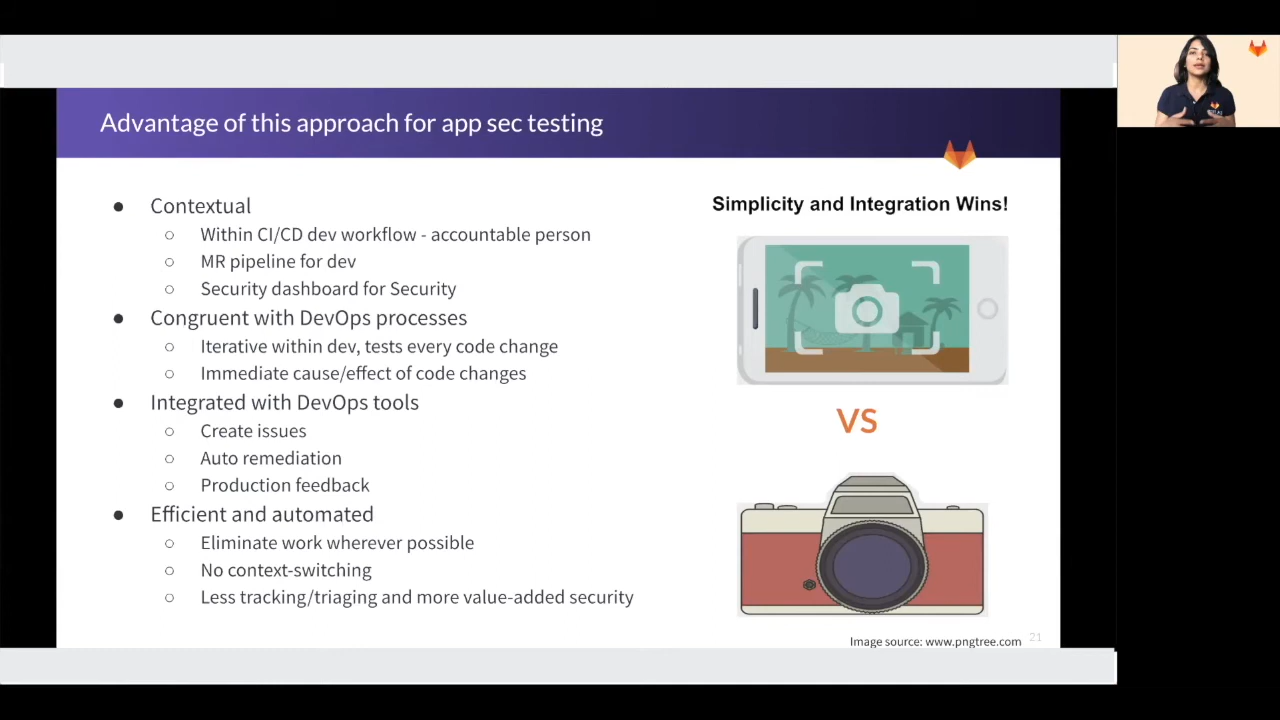 Advantage of this approach for app sec testing
● Contextual
○ Within CI/CD dev workflow - accountable person
○ MR pipeline for dev
○ Security dashboard for Security
● Congruent with DevOps processes
○ Iterative within dev, tests every code change
○ Immediate cause/effect of code changes
● Integrated with DevOps tools
○ Create issues
○ Auto remediation
○ Production feedback
● Efficient and automated
○ Eliminate work wherever possible
○ No context-switching
○ Less tracking/triaging and more value-added security
Simplicity and Integration Wins!
VS
Image source: www.pngtree.com
21